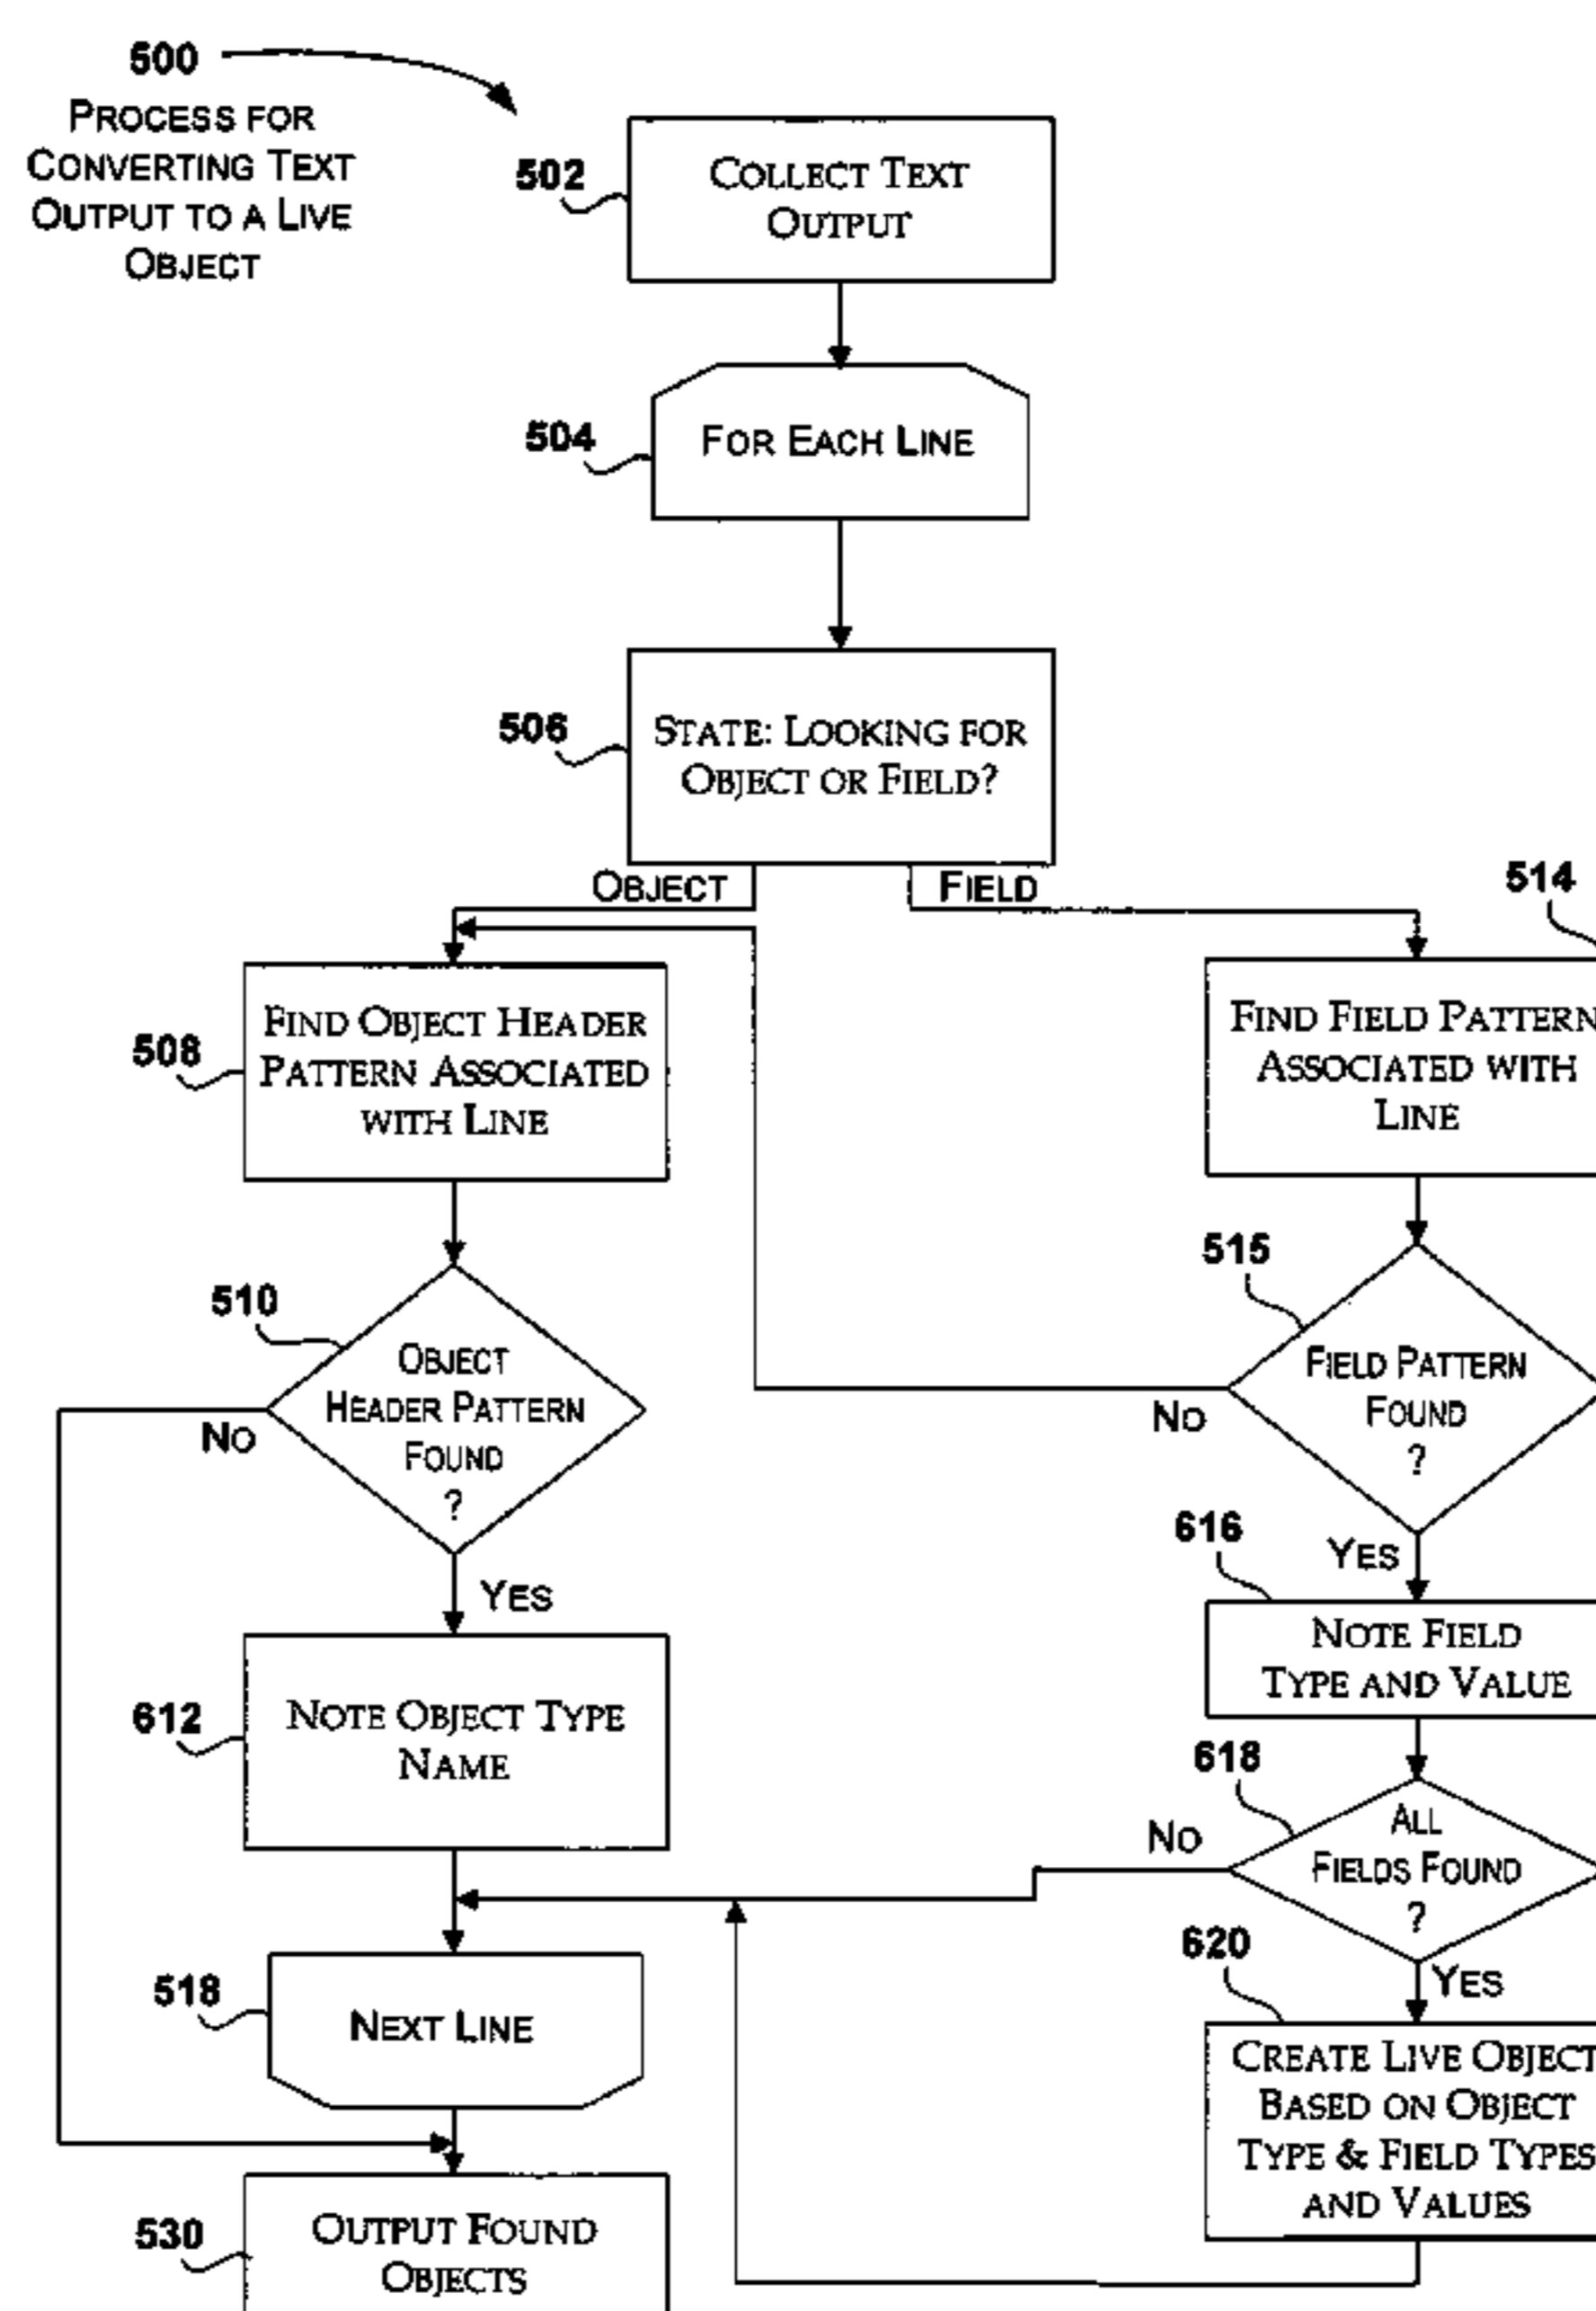 500
PROCESS FOR
CONVERTING TEXT
OUTPUT TO A LIVE
OBJECT
502
COLLECT TEXT
OUTPUT
504
FOR EACH LINE
506
STATE: LOOKING FOR
OBJECT OR FIELD?
OBJECT
FIELD
508
FIND OBJECT HEADER
PATTERN ASSOCIATED
WITH LINE
514
FIND FIELD PATTERN
ASSOCIATED WITH
LINE
510
OBJECT
HEADER PATTERN
FOUND
?
NO
YES
515
FIELD PATTERN
FOUND
?
NO
YES
612
NOTE OBJECT TYPE
NAME
616
NOTE FIELD
TYPE AND VALUE
618
ALL
FIELDS FOUND
?
NO
YES
518
NEXT LINE
620
CREATE LIVE OBJECT
BASED ON OBJECT
TYPE & FIELD TYPES
AND VALUES
530
OUTPUT FOUND
OBJECTS